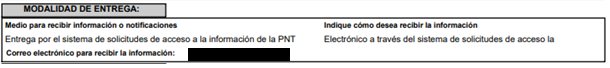 MODALIDAD DE ENTREGA:
Medio para recibir información o notificaciones
Indique cómo desea recibir la información
Entrega por el sistema de solicitudes de acceso a la información de la PNT
Electrónico a través del sistema de solicitudes de acceso la
Correo electrónico para recibir la información: